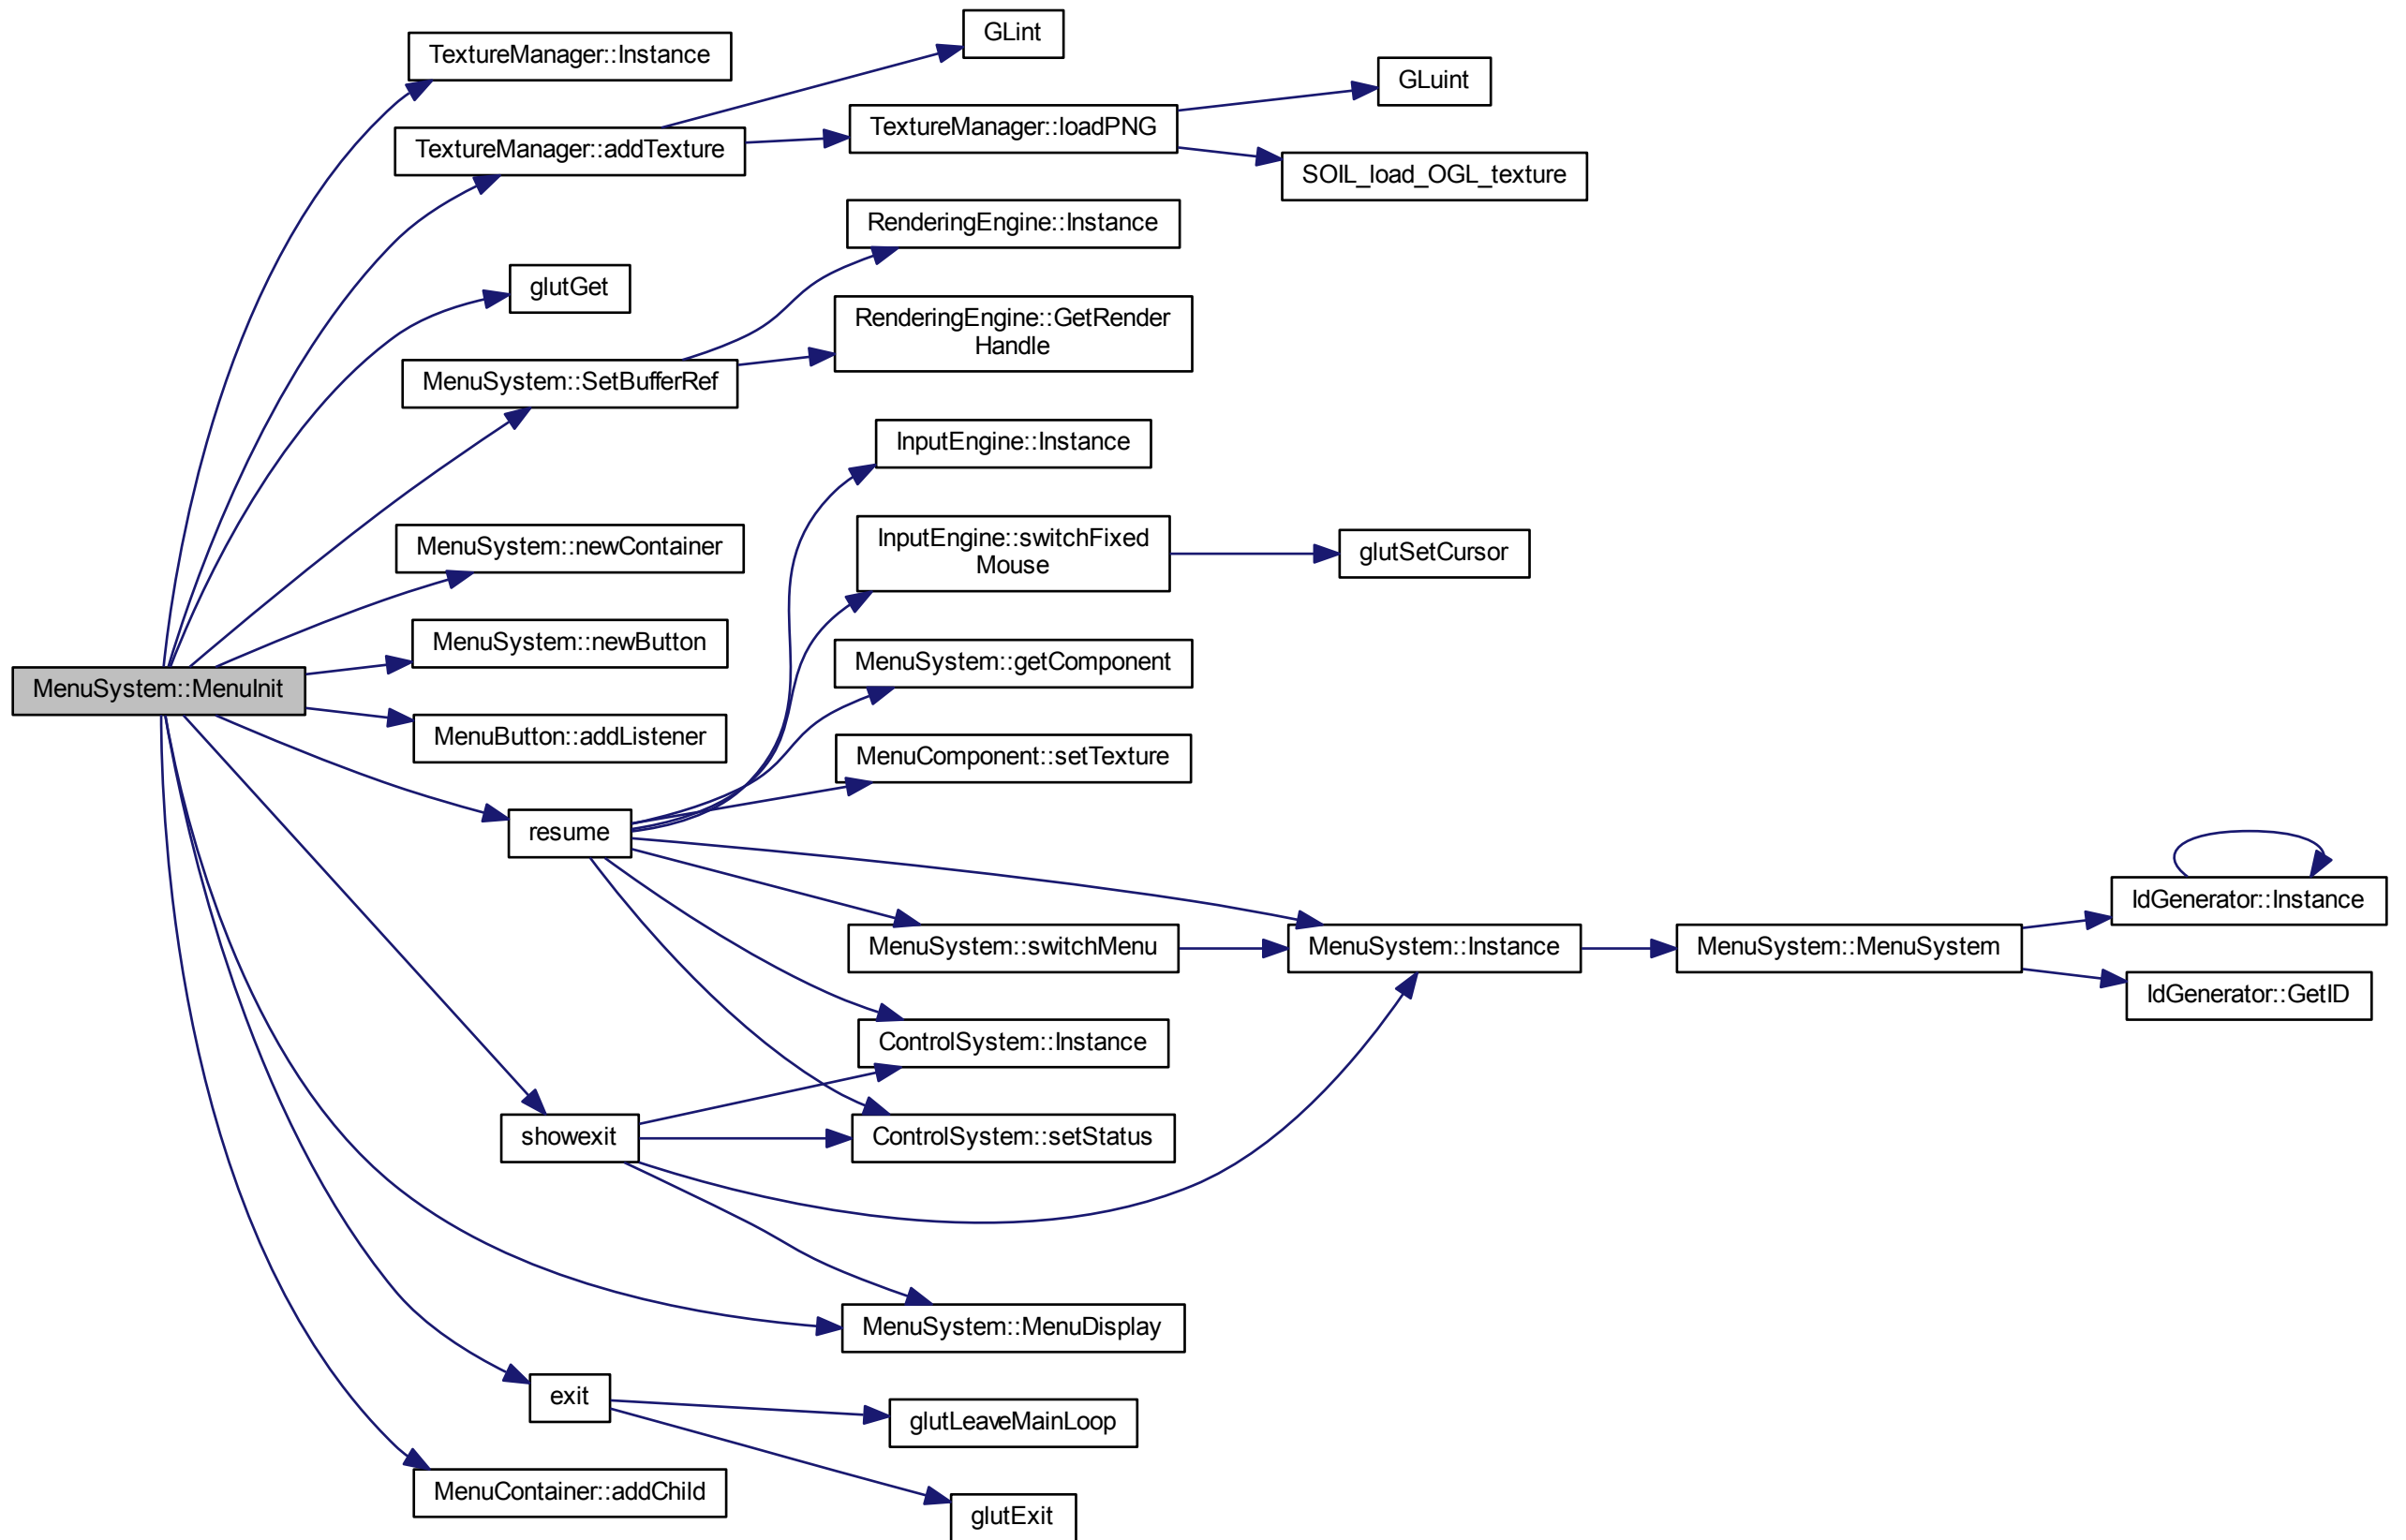 GLint
TextureManager::Instance
GLuint
TextureManager::loadPNG
TextureManager::addTexture
SOIL_load_OGL_texture
RenderingEngine::Instance
glutGet
RenderingEngine::GetRender
Handle
MenuSystem::SetBufferRef
InputEngine::Instance
MenuSystem::newContainer
InputEngine::switchFixed
Mouse
glutSetCursor
MenuSystem::newButton
MenuSystem::getComponent
MenuSystem::MenuInit
MenuButton::addListener
MenuComponent::setTexture
resume
IdGenerator::Instance
MenuSystem::switchMenu
MenuSystem::Instance
MenuSystem::MenuSystem
IdGenerator::GetID
ControlSystem::Instance
showexit
ControlSystem::setStatus
MenuSystem::MenuDisplay
exit
glutLeaveMainLoop
MenuContainer::addChild
glutExit